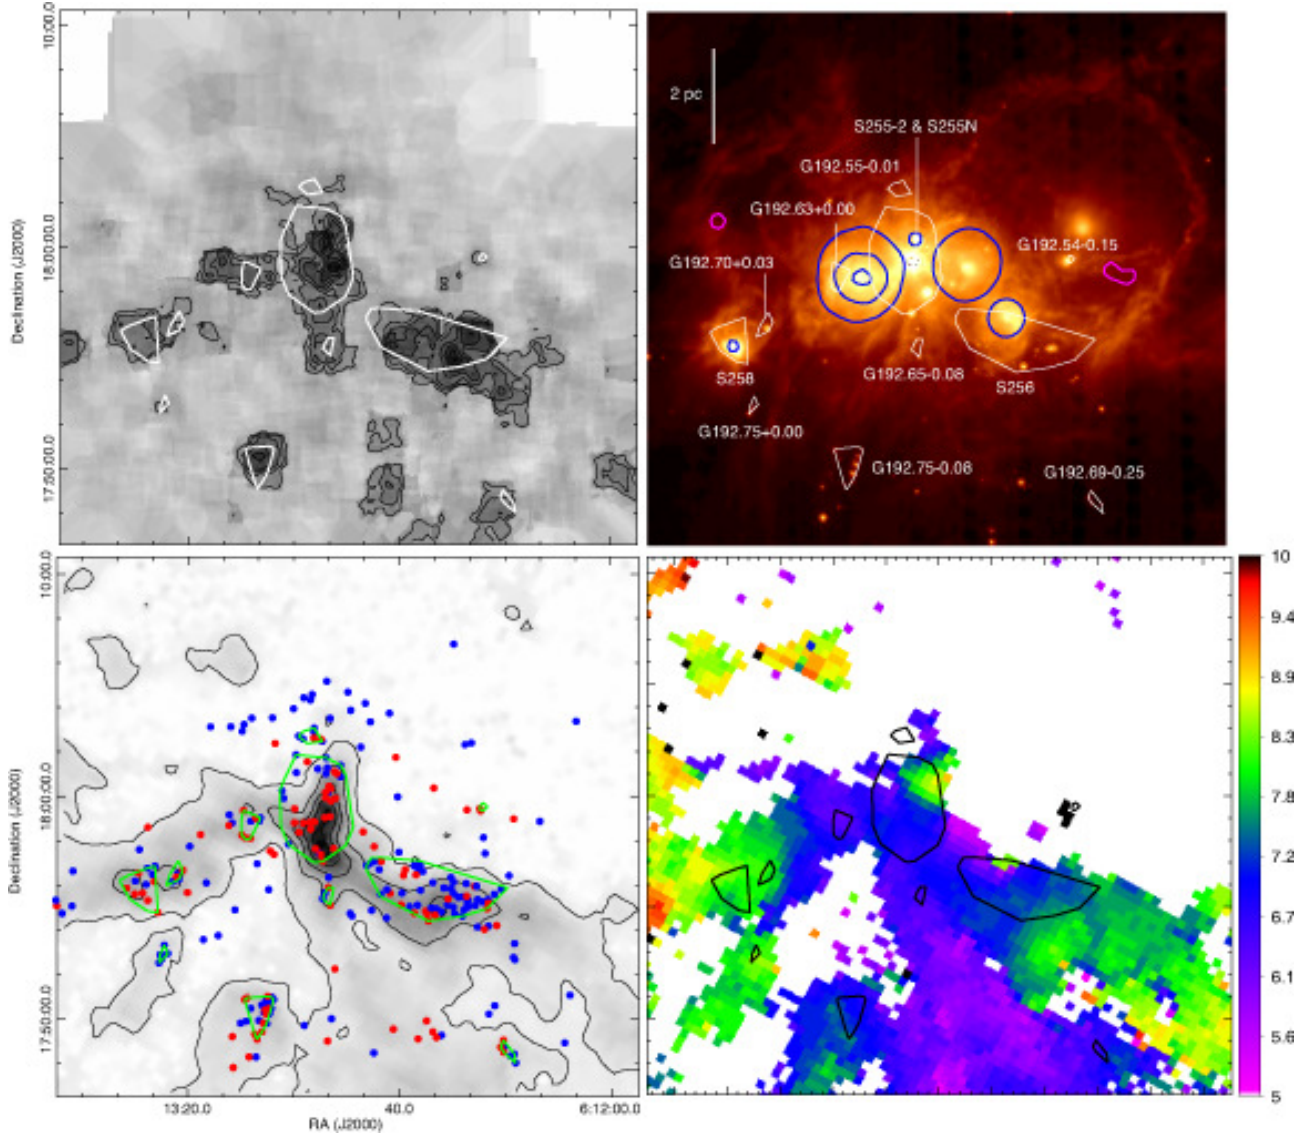 10:00.0
18:00:00.0
17:50:00.0
Declination (J2000)
2 pc
S255-2 & S255N
G192.55-0.01
G192.63+0.00
G192.54-0.15
G192.70+0.03
S258
G192.65-0.08
S256
G192.75+0.00
G192.75-0.08
G192.69-0.25
10:00.0
18:00:00.0
17:50:00.0
Declination (J2000)
13:20.0
40.0
6:12:00.0
RA (J2000)
10
9.4
8.9
8.3
7.8
7.2
6.7
6.1
5.6
5